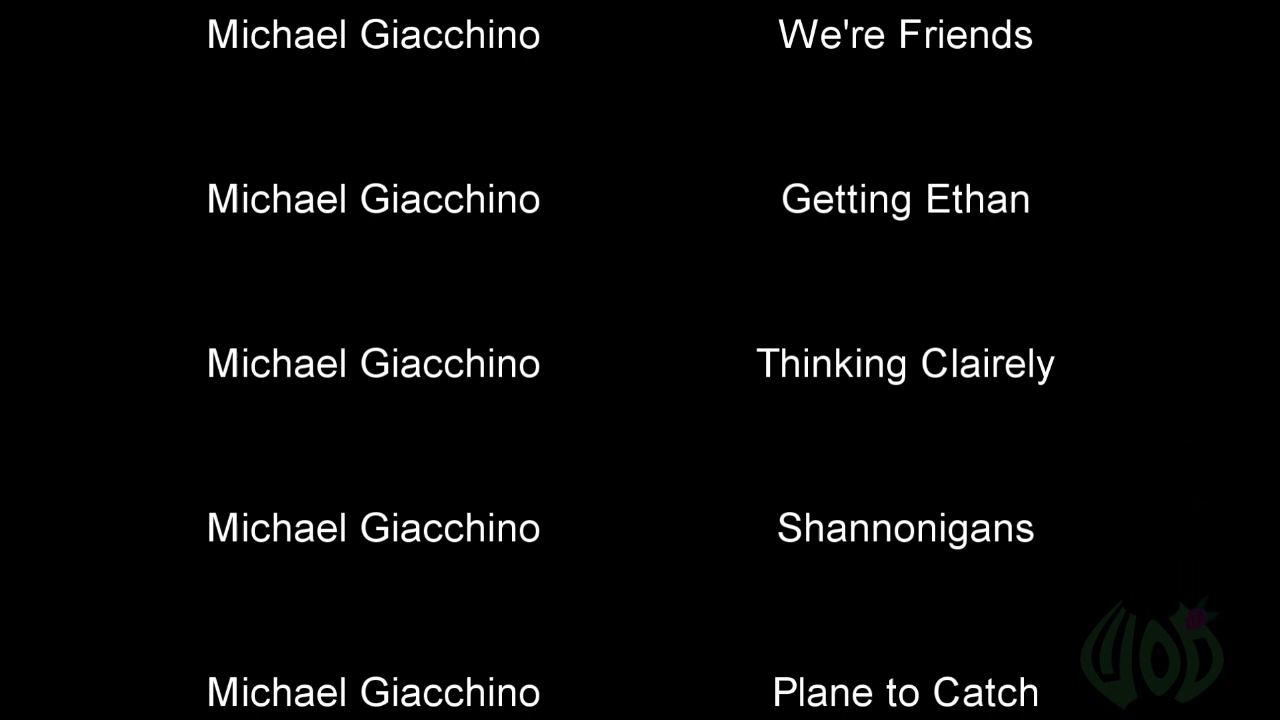 Michael Giacchino We're Friends
Michael Giacchino Getting Ethan
Michael Giacchino Thinking Clairely
Michael Giacchino Shannonigans
Michael Giacchino Plane to Catch